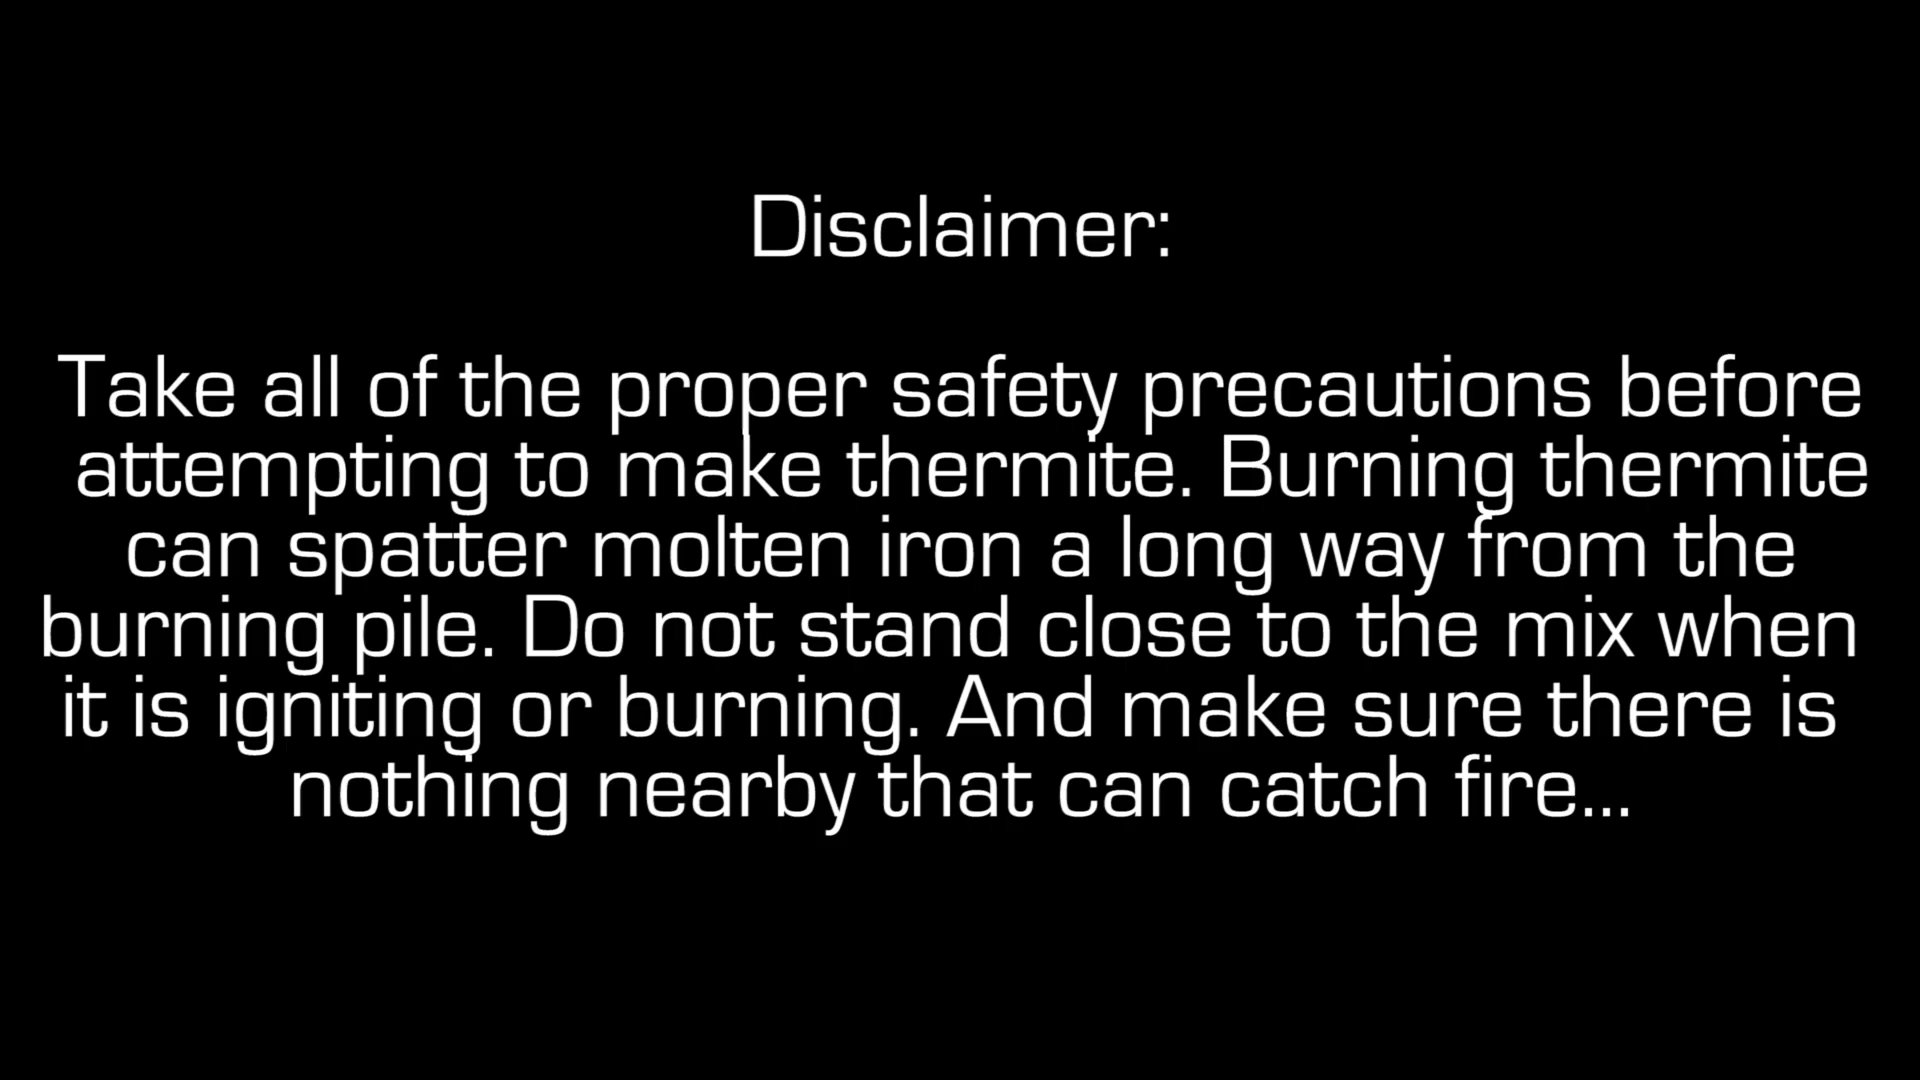 Disclaimer:
Take all of the proper safety precautions before
attempting to make thermite. Burning thermite
can spatter molten iron a long way from the
burning pile. Do not stand close to the mix when
it is igniting or burning. And make sure there is
nothing nearby that can catch fire...